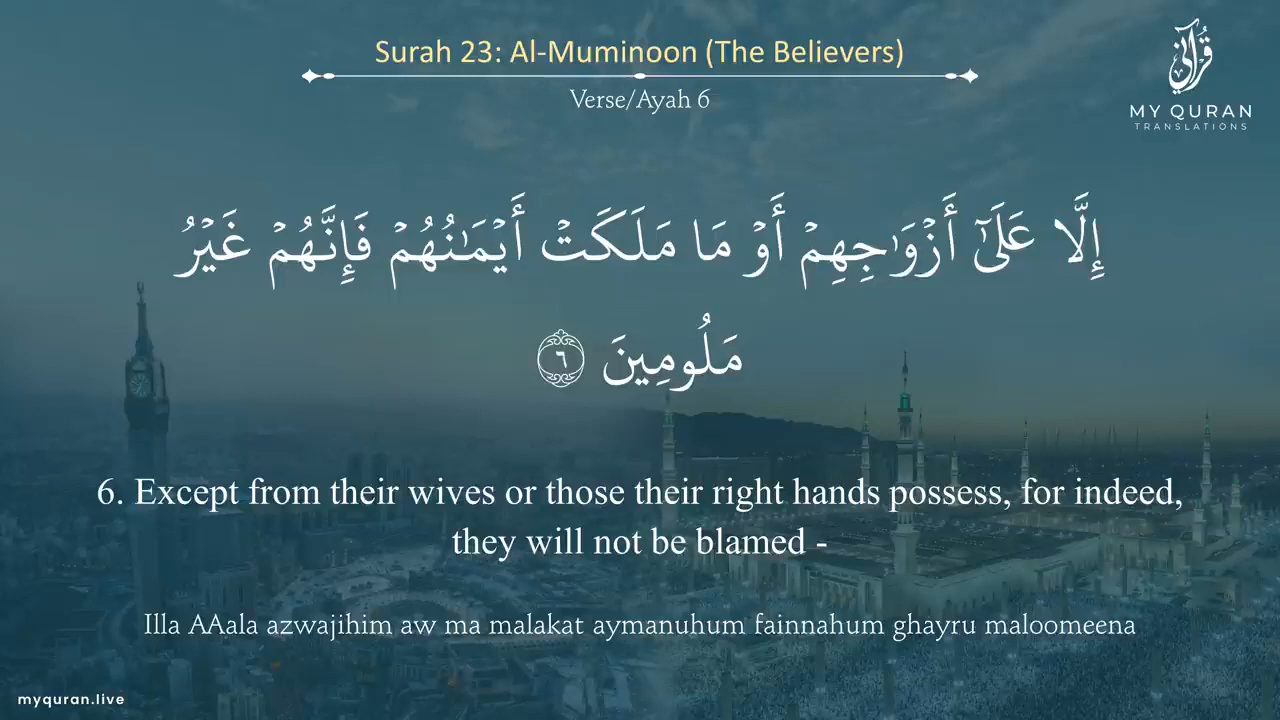 Surah 23: Al-Muminoon (The Believers)
Verse/Ayah 6
قرآني
MY QURAN
TRANSLATIONS
إِلَّا عَلَىٰٓ أَزْوَٰجِهِمْ أَوْ مَا مَلَكَتْ أَيْمَـٰنُهُمْ فَإِنَّهُمْ غَيْرُ
مَلُومِينَ ٦
6. Except from their wives or those their right hands possess, for indeed,
they will not be blamed -
Illa AAala azwajihim aw ma malakat aymanuhum fainnahum ghayru maloomeena
myquran.live